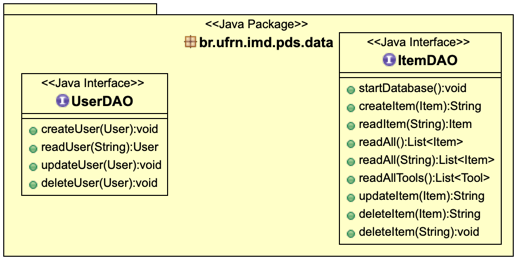 <<Java Package>>
br.ufrn.imd.pds.data
<<Java Interface>>
UserDAO
createUser(User):void
readUser(String):User
updateUser(User):void
deleteUser(User):void
<<Java Interface>>
ItemDAO
startDatabase():void
createItem(Item):String
readItem(String):Item
readAll():List<Item>
readAll(String):List<Item>
readAllTools():List<Tool>
updateItem(Item):String
deleteItem(Item):String
deleteItem(String):void